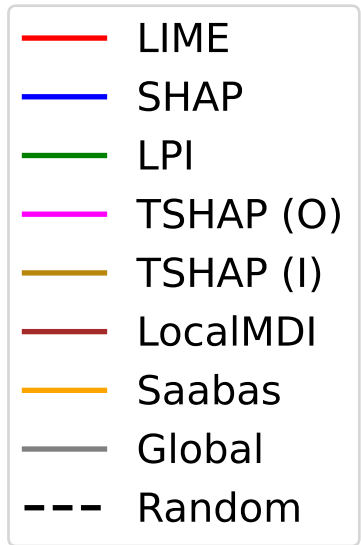 LIME
SHAP
LPI
TSHAP (O)
TSHAP (I)
LocalMDI
Saabas
Global
Random